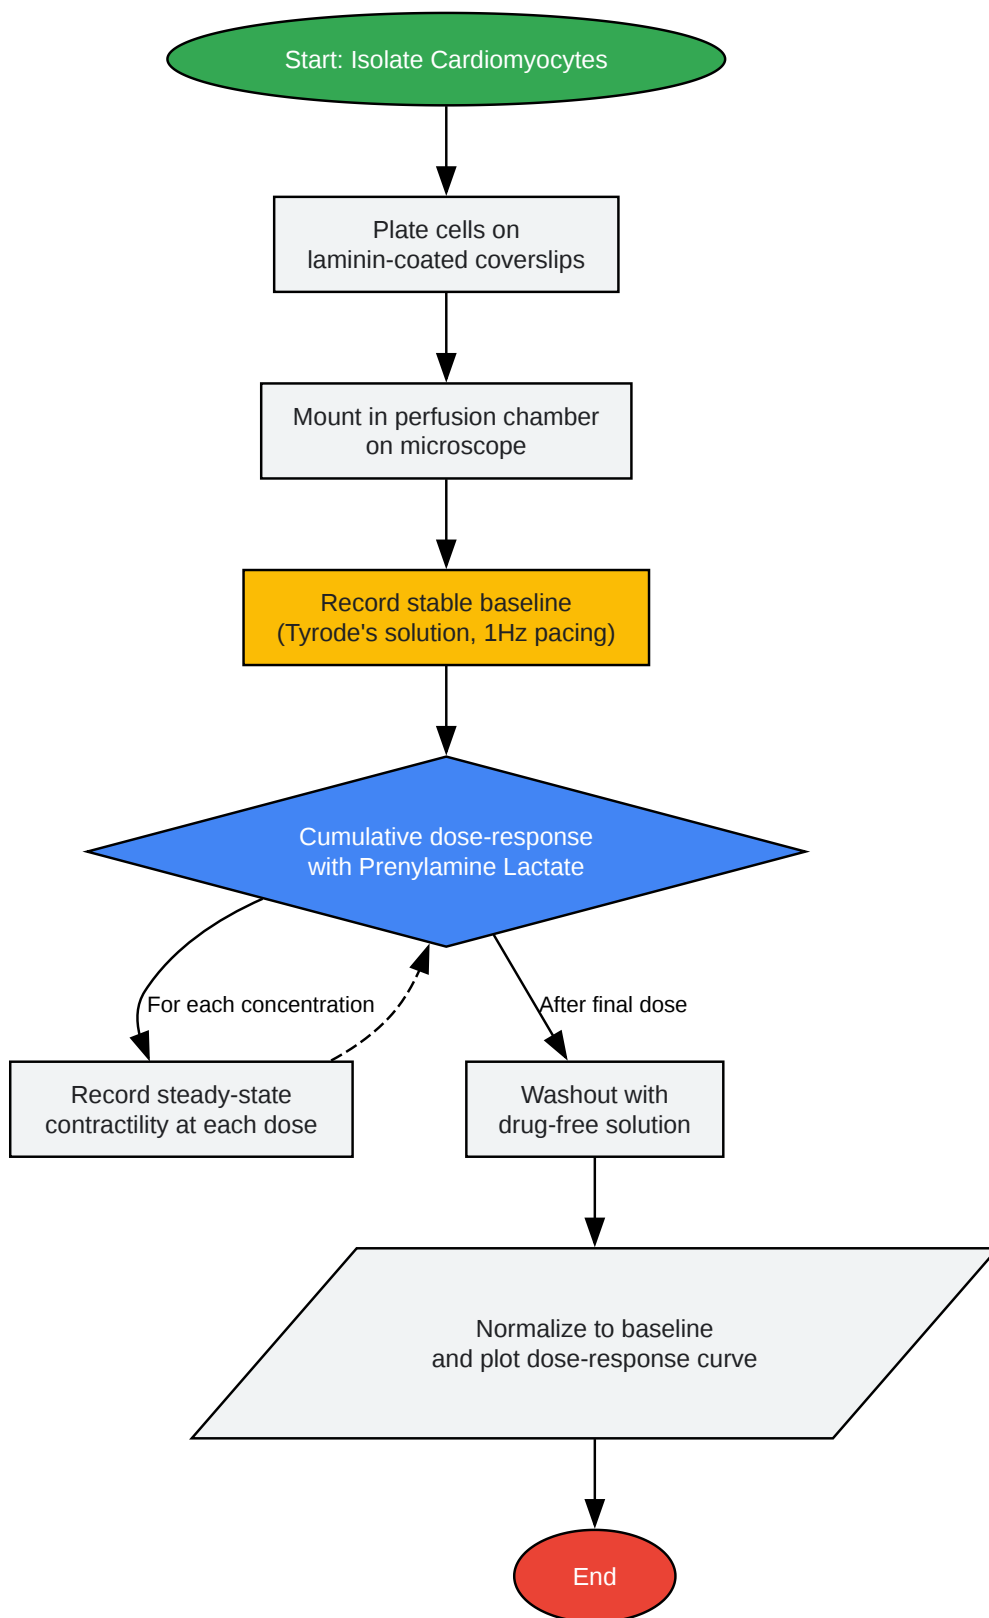 Start: Isolate Cardiomyocytes
Plate cells on
laminin-coated coverslips
Mount in perfusion chamber
on microscope
Record stable baseline
(Tyrode's solution, 1Hz pacing)
Cumulative dose-response
with Prenylamine Lactate
For each concentration
After final dose
Record steady-state
contractility at each dose
Washout with
drug-free solution
Normalize to baseline
and plot dose-response curve
End